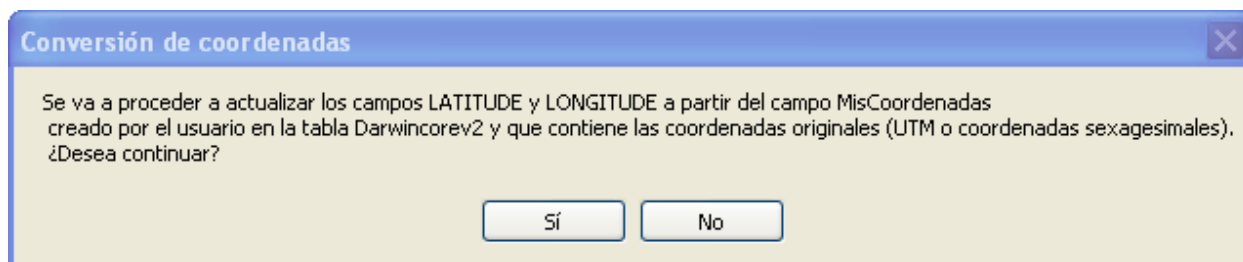 Conversión de coordenadas
Se va a proceder a actualizar los campos LATITUDE y LONGITUDE a partir del campo MisCoordenadas
creado por el usuario en la tabla Darwincorev2 y que contiene las coordenadas originales (UTM o coordenadas sexagesimales).
¿Desea continuar?
Sí No